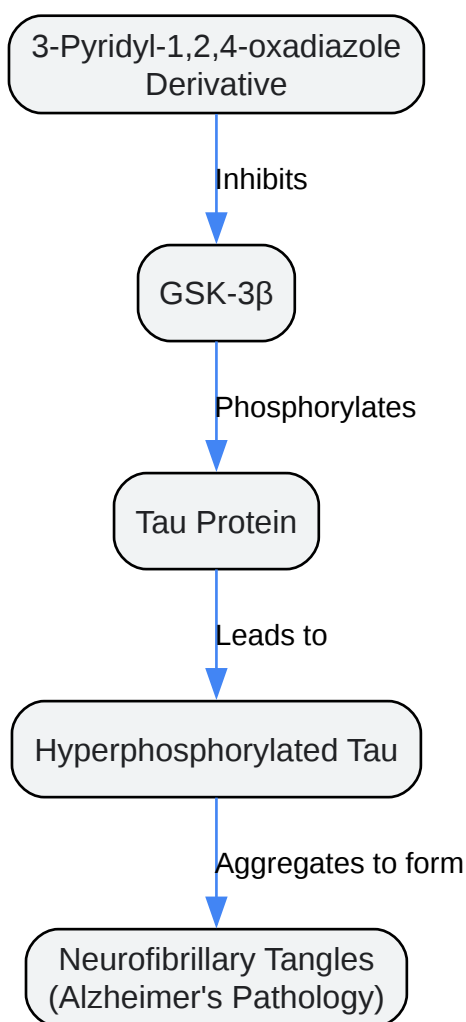 3-Pyridyl-1,2,4-oxadiazole
Derivative
Inhibits
GSK-3β
Phosphorylates
Tau Protein
Leads to
Hyperphosphorylated Tau
Aggregates to form
Neurofibrillary Tangles
(Alzheimer's Pathology)